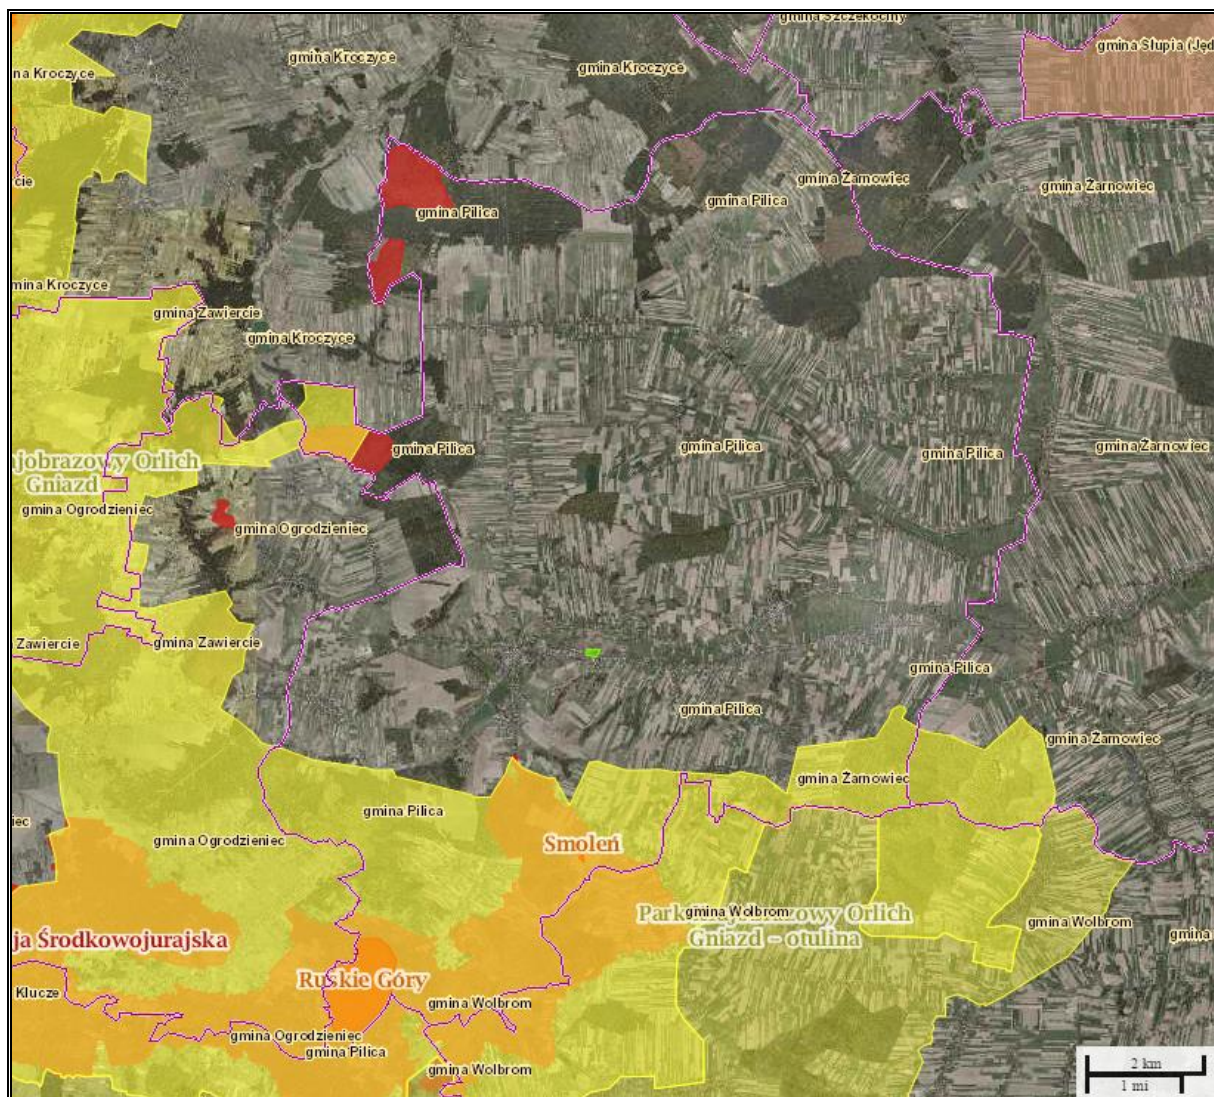 gmina Szczekociny
gmina Słupia (Jęd
gmina Kroczyce
gmina Kroczyce
na Kroczyce
cie
gmina Pilica
gmina Pilica
gmina Żarnowiec
gmina Żarnowiec
mina Kroczyce
gmina Zawiercie
gmina Kroczyce
gmina Pilica
gmina Pilica
gmina Pilica
gmina Żarnowiec
ajobrazowy Orlich
Gniazd
gmina Ogrodzieniec
gmina Ogrodzieniec
Zawiercie
gmina Zawiercie
gmina Pilica
gmina Pilica
gmina Żarnowiec
gmina Żarnowiec
gmina Pilica
iec
gmina Ogrodzieniec
Smoleń
gmina Wolbrom
Gniazd - otulina
gmina Wolbrom
gmina
ja Środkowojurajska
Ruskie Góry
Klucze
gmina Wolbrom
gmina Ogrodzieniec
gmina Pilica
gmina Wolbrom
2 km
1 mi